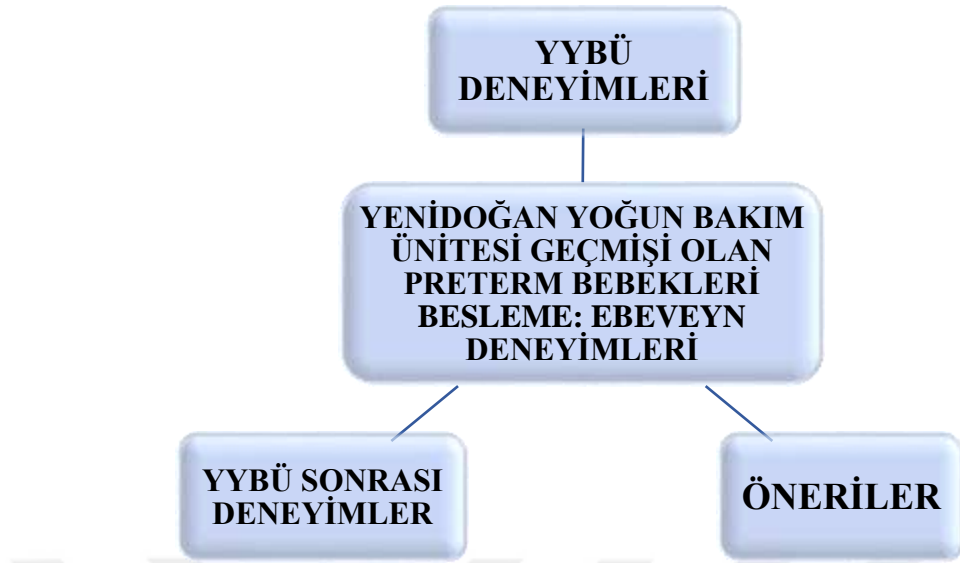 YYBÜ
DENEYİMLERİ
YENİDOĞAN YOĞUN BAKIM
ÜNİTESİ GEÇMİŞİ OLAN
PRETERM BEBEKLERİ
BESLEME: EBEVEYN
DENEYİMLERİ
YYBÜ SONRASI
DENEYİMLER
ÖNERİLER